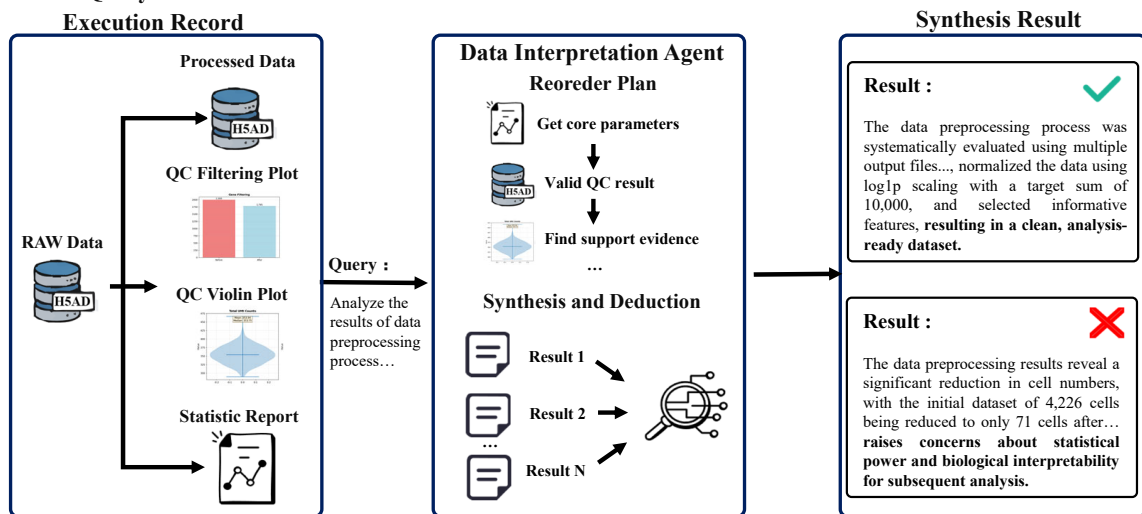 Execution Record
Processed Data
H5AD
QC Filtering Plot
RAW Data
H5AD
QC Violin Plot
Statistic Report
Query :
Analyze the
results of data
preprocessing
process…
Data Interpretation Agent
Reoreder Plan
Get core parameters
Valid QC result
H5AD
Find support evidence
…
Synthesis and Deduction
Result 1
Result 2
…
Result N
Synthesis Result
Result :
The data preprocessing process was
systematically evaluated using multiple
output files..., normalized the data using
log1p scaling with a target sum of
10,000, and selected informative
features, resulting in a clean, analysis-
ready dataset.
Result :
The data preprocessing results reveal a
significant reduction in cell numbers,
with the initial dataset of 4,226 cells
being reduced to only 71 cells after…
raises concerns about statistical
power and biological interpretability
for subsequent analysis.